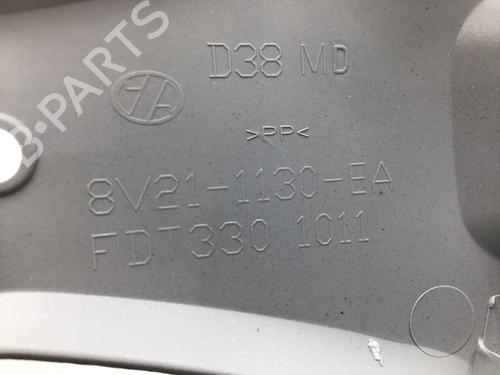 B-PARTS
D38 MD
>PP<
8V21-1130-EA
FDT330 1011